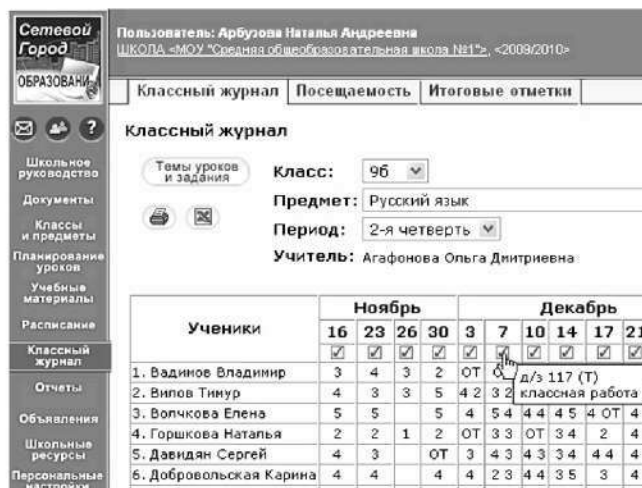 Сетевой
Город
ОБРАЗОВАНИ
Пользователь: Арбузова Наталья Андреевна
ШКОЛА «МОУ "Средняя общеобразовательная школа №1"», <2009/2010>
Классный журнал Посещаемость Итоговые отметки
Классный журнал
Темы уроков
и задания
Класс: 9б
Предмет: Русский язык
Период: 2-я четверть
Учитель: Агафонова Ольга Дмитриевна
?
Школьное
руководство
Документы
Классы
и предметы
Планирование
уроков
Учебные
материалы
Расписание
Классный
журнал
Отчеты
Объявления
Школьные
ресурсы
Персональные
настройки
Ученики Ноябрь Декабрь
16 23 26 30 3 7 10 14 17 21
1. Вадинов Владимир 3 4 3 2 ОТ
д/з 117 (Т)
классная работа
2. Вилов Тимур 4 3 3 5 4 2 3 2
3. Волчкова Елена 5 5 5 4 5 4 4 4 4 5 4 ОТ 4
4. Горшкова Наталья 2 2 1 2 ОТ 3 3 ОТ 3 4 2 4
5. Давидян Сергей 4 3 ОТ 3 4 3 4 3 3 4 4 4 4
6. Добровольская Карина 4 4 4 4 2 3 4 4 3 5 3 4